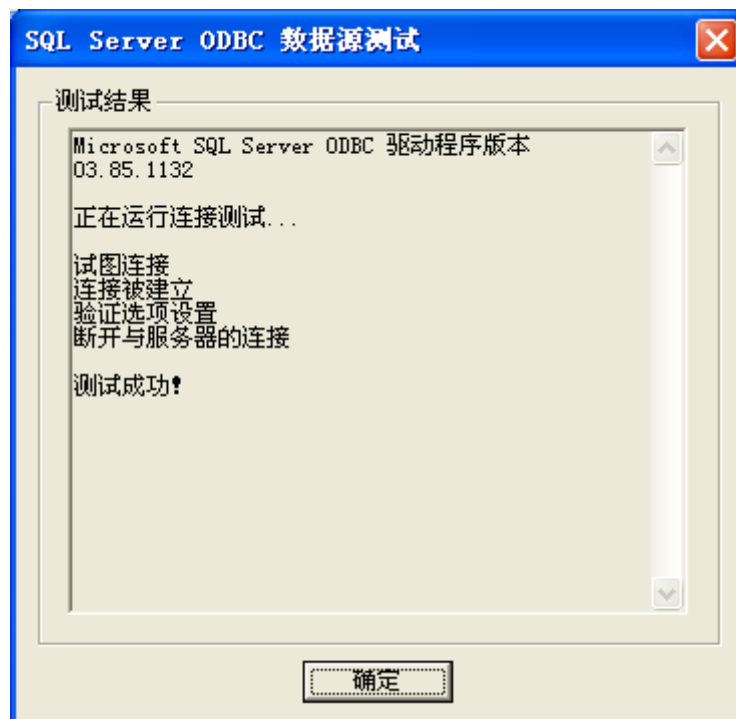 SQL Server ODBC 数据源测试
测试结果
Microsoft SQL Server ODBC 驱动程序版本
03.85.1132
正在运行连接测试...
试图连接
连接被建立
验证选项设置
断开与服务器的连接
测试成功!
确定